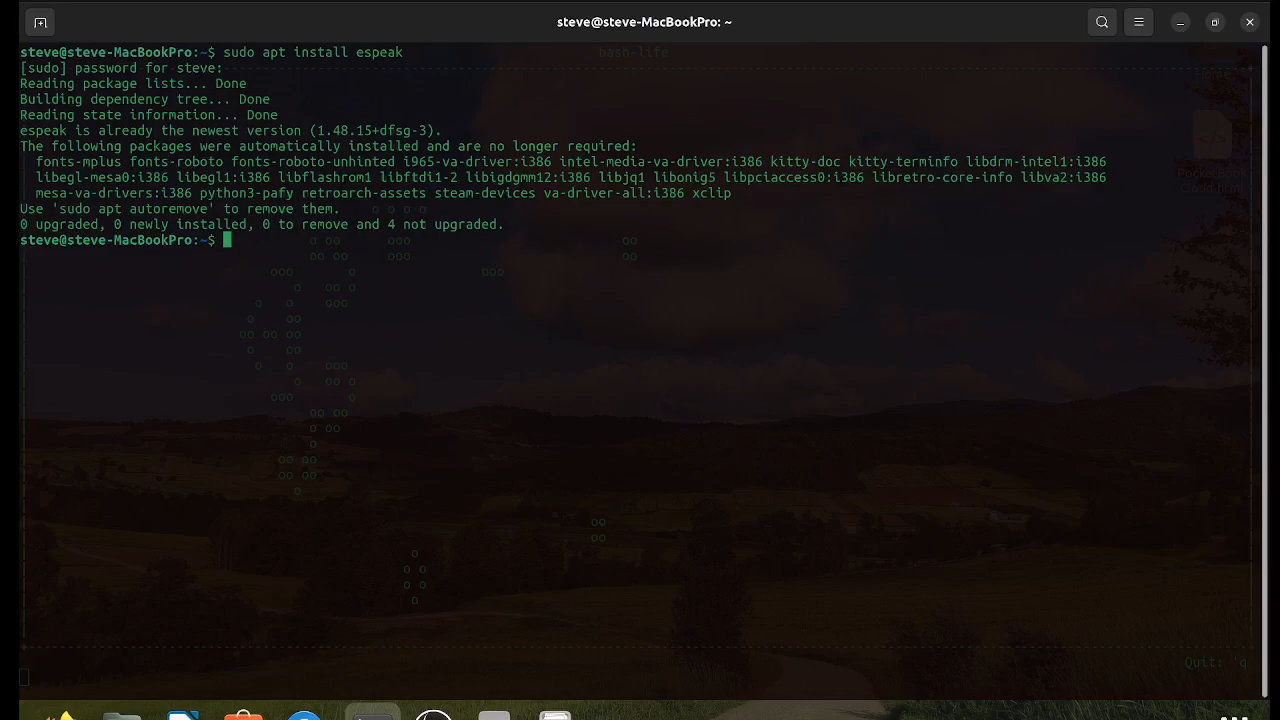 steve@steve-MacBookPro: ~
steve@steve-MacBookPro:~$ sudo apt install espeak
bash-life
[sudo] password for steve:
Home
Reading package lists... Done
Building dependency tree... Done
Reading state information... Done
espeak is already the newest version (1.48.15+dfsg-3).
The following packages were automatically installed and are no longer required:
fonts-mplus fonts-roboto fonts-roboto-unhinted i965-va-driver:i386 intel-media-va-driver:i386 kitty-doc kitty-terminfo libdrm-intel1:i386
libegl-mesa0:i386 libegl1:i386 libflashrom1 libftdi1-2 libigdgmm12:i386 libjq1 libonig5 libpciaccess0:i386 libretro-core-info libva2:i386
mesa-va-drivers:i386 python3-pafy retroarch-assets steam-devices va-driver-all:i386 xclip
Use 'sudo apt autoremove' to remove them.
0 upgraded, 0 newly installed, 0 to remove and 4 not upgraded.
steve@steve-MacBookPro:~$
Quit: 'q